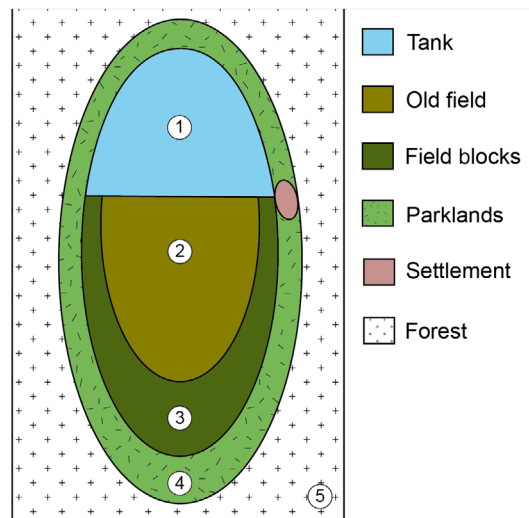 1
2
3
4
5
Tank
Old field
Field blocks
Parklands
Settlement
Forest